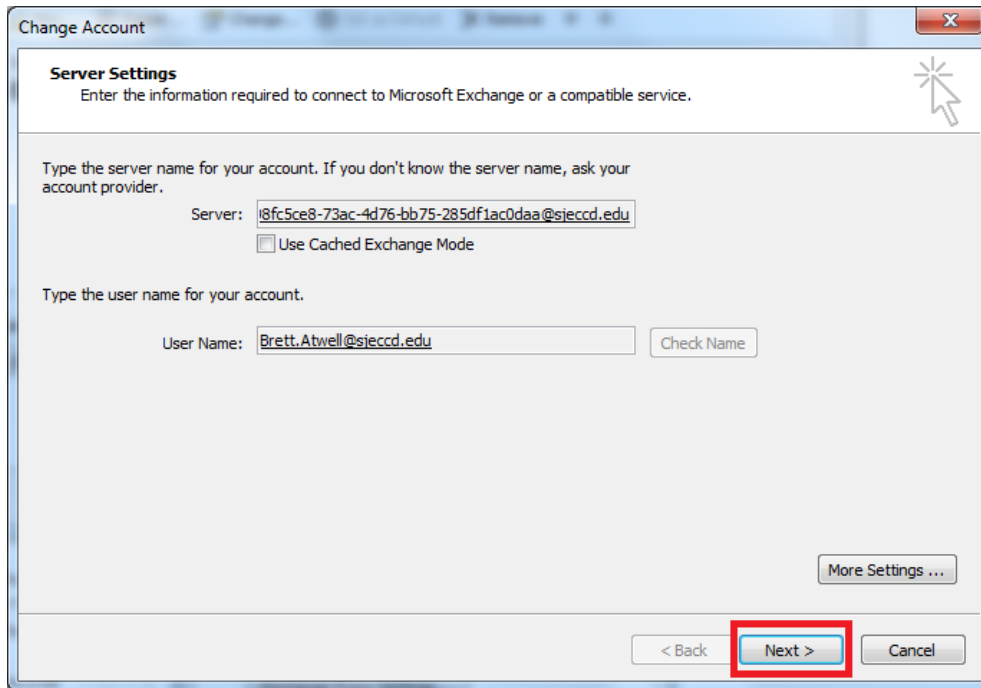 Change Account
Server Settings
Enter the information required to connect to Microsoft Exchange or a compatible service.
Type the server name for your account. If you don't know the server name, ask your
account provider.
Server: 8fc5ce8-73ac-4d76-bb75-285df1ac0daa@sjeccd.edu
Use Cached Exchange Mode
Type the user name for your account.
User Name: Brett.Atwell@sjeccd.edu Check Name
More Settings ...
< Back Next > Cancel